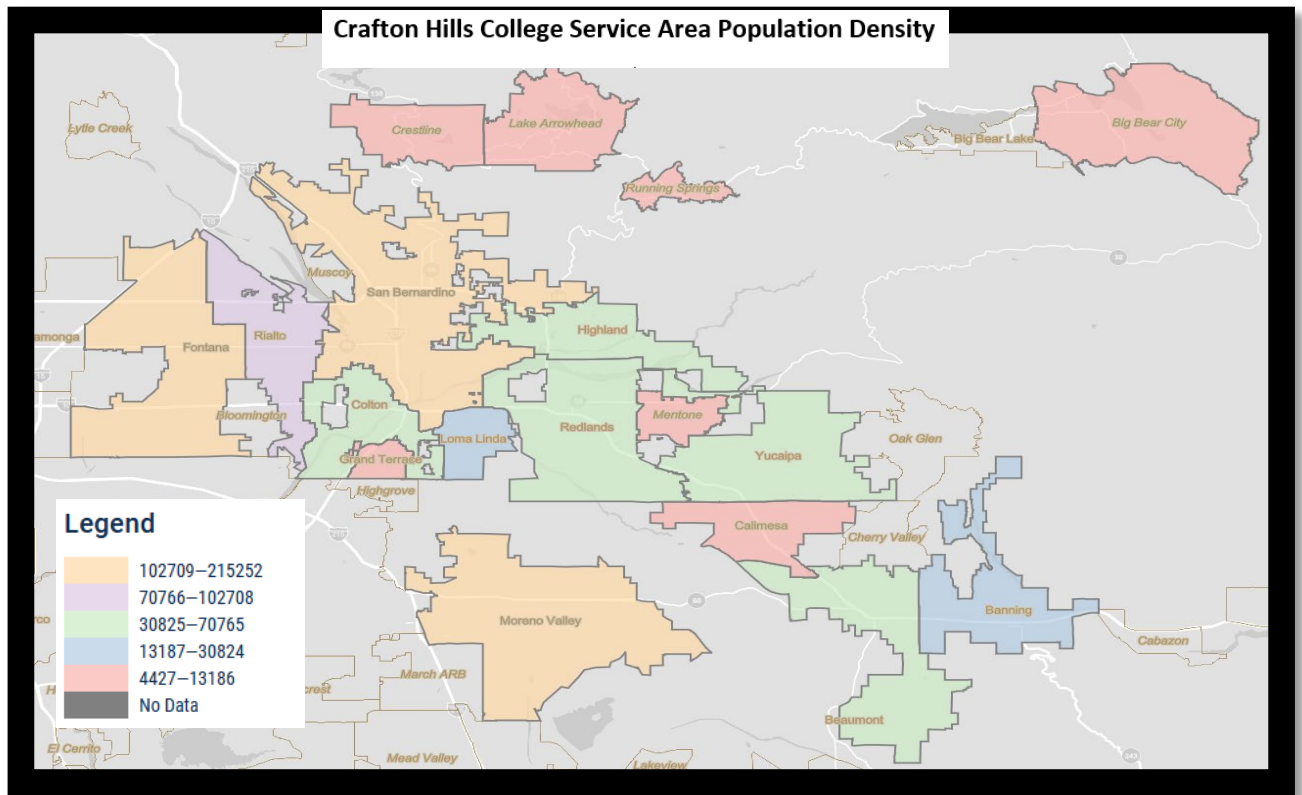 Crafton Hills College Service Area Population Density
Lytle Creek
Crestline
Lake Arrowhead
Big Bear City
Big Bear Lake
Running Springs
Muscoy
San Bernardino
Highland
amonga
Fontana
Rialto
Colton
Bloomington
Loma Linda
Redlands
Mentone
Yucaipa
Oak Glen
Grand Terrace
Highgrove
Calimesa
Cherry Valley
Moreno Valley
Banning
Cabazon
March ARB
Beaumont
rco
H
crest
El Cerrito
Mead Valley
Lakeview
Legend
102709–215252
70766–102708
30825–70765
13187–30824
4427–13186
No Data